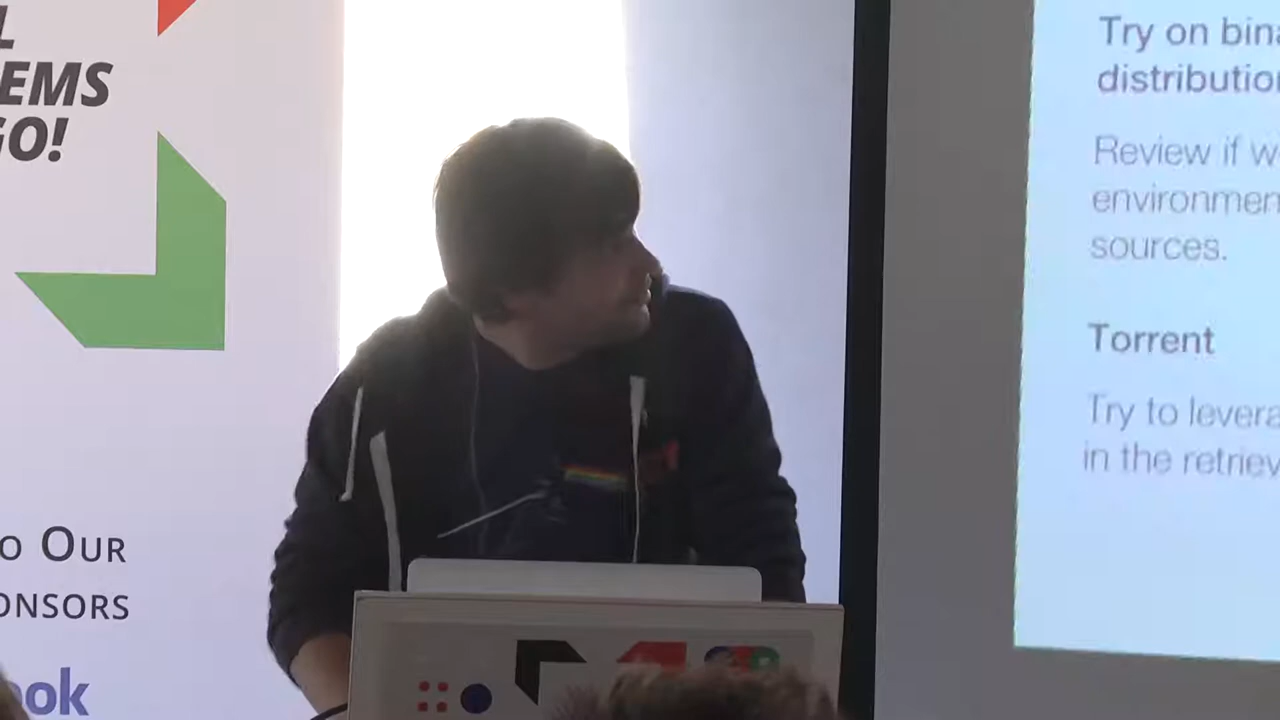 L
EMS
GO!
O OUR
ONSORS
ook
Try on bina
distribution
Review if w
environmen
sources.
Torrent
Try to levera
in the retriev